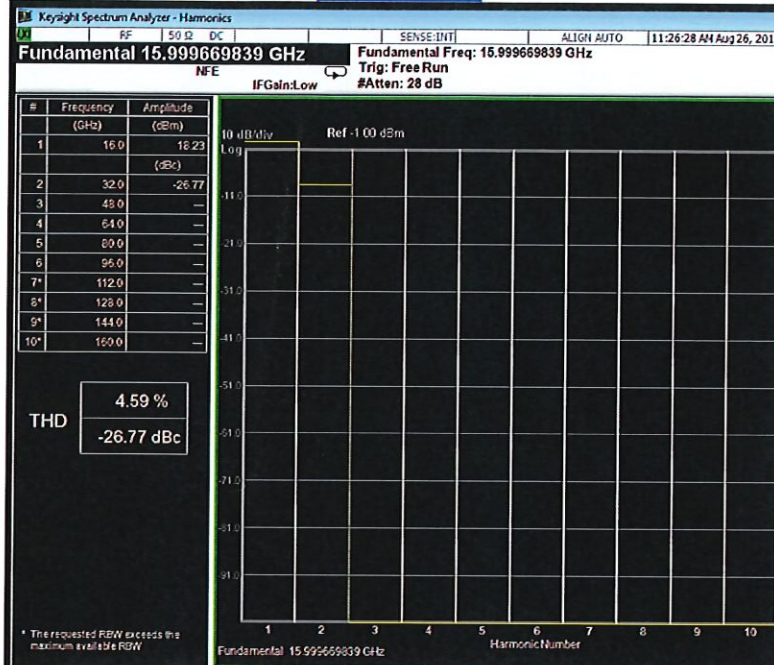 Keysight Spectrum Analyzer - Harmonics
RF 50 Ω DC SENSE:INT ALIGN AUTO 11:26:28 AM Aug 26, 201
Fundamental 15.999669839 GHz
NFE
IFGain:Low
Fundamental Freq: 15.999669839 GHz
Trig: Free Run
#Atten: 28 dB
# Frequency Amplitude
(GHz) (dBm)
1 16.0 18.23
(dBc)
2 32.0 -26.77
3 48.0 ---
4 64.0 ---
5 80.0 ---
6 96.0 ---
7* 112.0 ---
8* 128.0 ---
9* 144.0 ---
10* 160.0 ---
THD
4.59 %
-26.77 dBc
* The requested RBW exceeds the
maximum available RBW
10 dB/div Ref -1.00 dBm
Log
-11.0
-21.0
-31.0
-41.0
-51.0
-61.0
-71.0
-81.0
-91.0
1 2 3 4 5 6 7 8 9 10
Fundamental 15.999669839 GHz
Harmonic Number